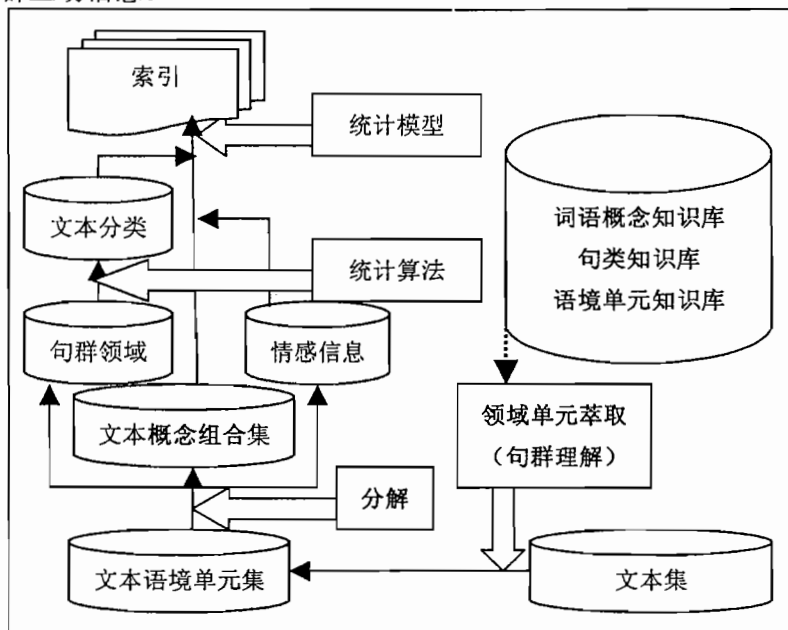 索引
统计模型
词语概念知识库
句类知识库
语境单元知识库
文本分类
统计算法
句群领域
情感信息
文本概念组合集
领域单元萃取
（句群理解）
分解
文本语境单元集
文本集